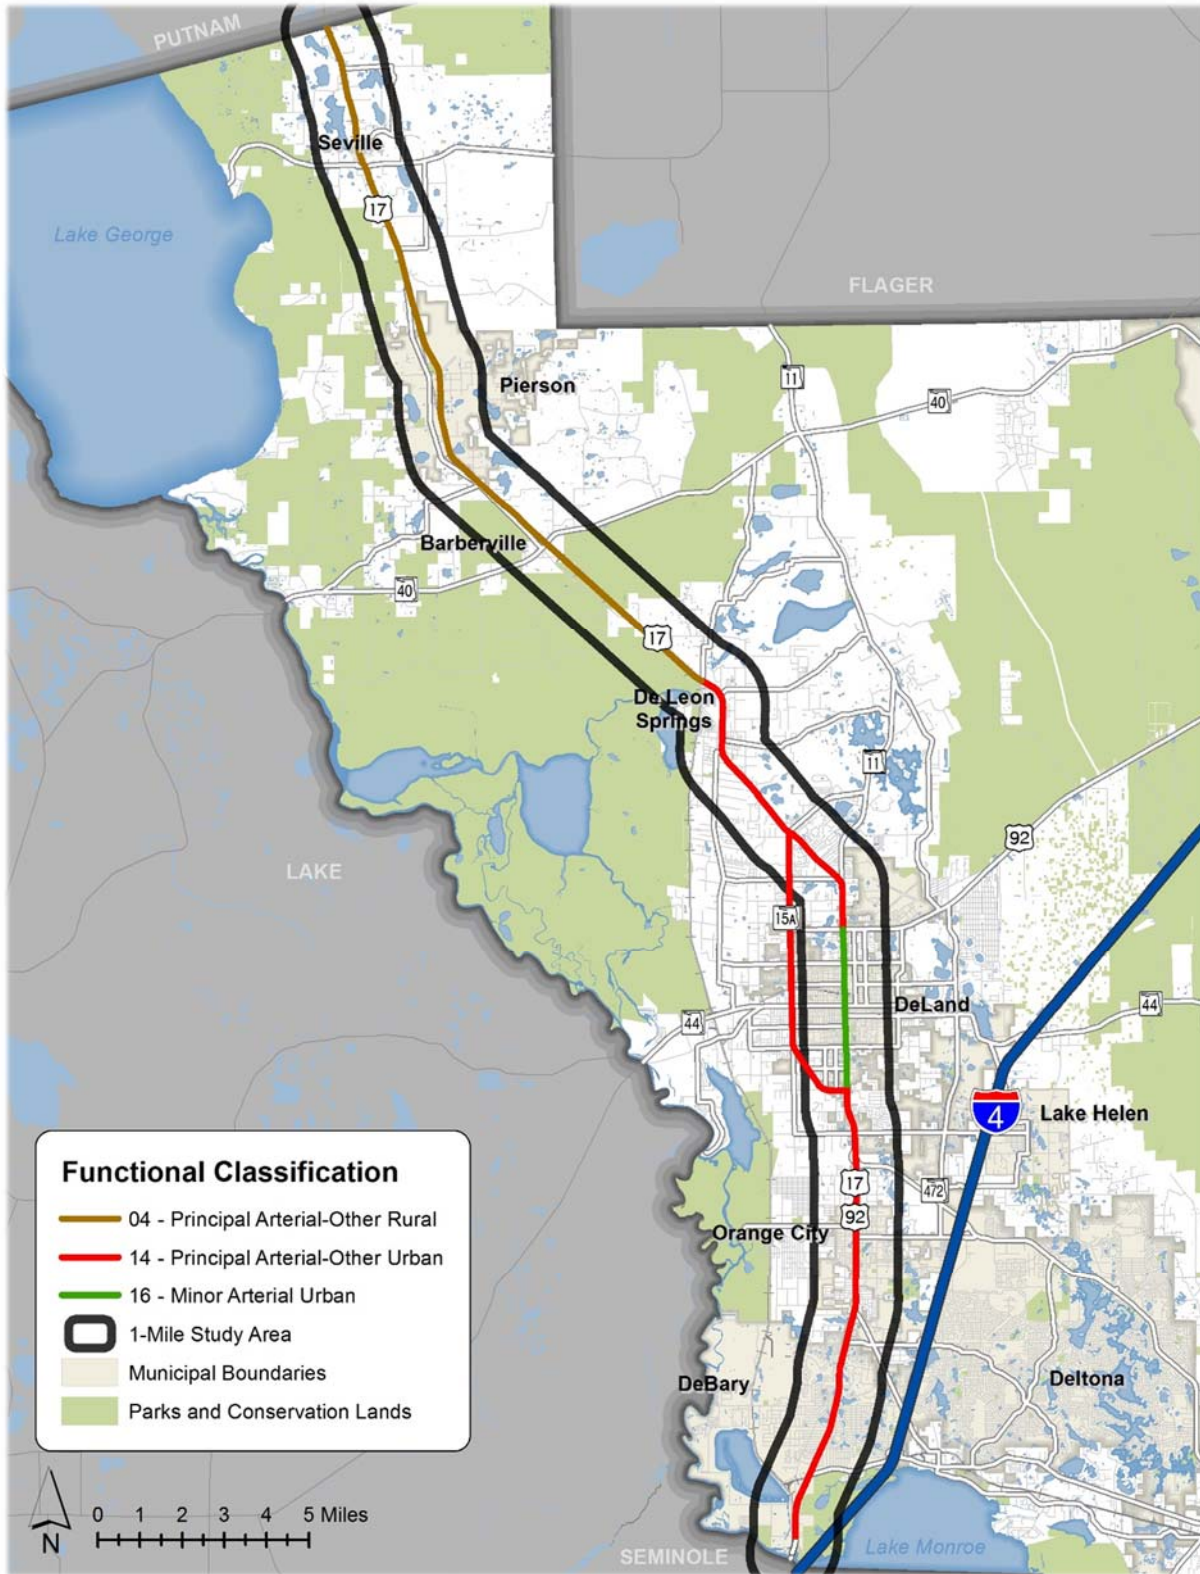 PUTNAM
Seville
17
Lake George
FLAGER
11
Pierson
40
Barberville
40
17
De Leon
Springs
11
92
LAKE
15A
DeLand
44
44
4
Lake Helen
17
472
92
Orange City
DeBary
Deltona
Functional Classification
04 - Principal Arterial-Other Rural
14 - Principal Arterial-Other Urban
16 - Minor Arterial Urban
1-Mile Study Area
Municipal Boundaries
Parks and Conservation Lands
0 1 2 3 4 5 Miles
N
SEMINOLE
Lake Monroe